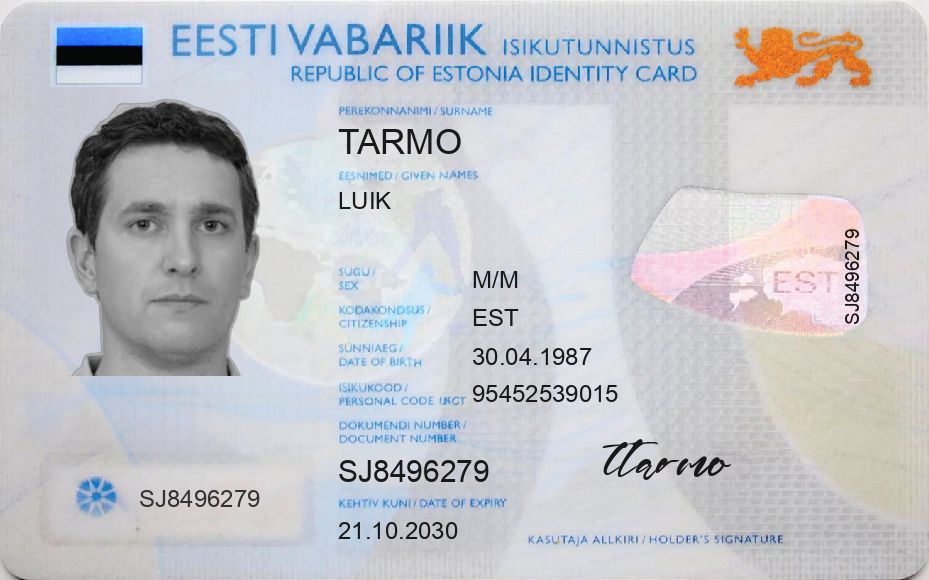 EESTI VABARIIK ISIKUTUNNISTUS
REPUBLIC OF ESTONIA IDENTITY CARD
PEREKONNANIMI / SURNAME
TARMO
EESNIMED / GIVEN NAMES
LUIK
SUGU /
SEX
M/M
KODAKONDSUS /
CITIZENSHIP
EST
SÜNNIAEG /
DATE OF BIRTH
30.04.1987
ISIKUKOOD /
PERSONAL CODE
95452539015
DOKUMENDI NUMBER /
DOCUMENT NUMBER
SJ8496279
KEHTIV KUNI / DATE OF EXPIRY
21.10.2030
SJ8496279
EST
SJ8496279
ttarmo
KASUTAJA ALLKIRI / HOLDER'S SIGNATURE